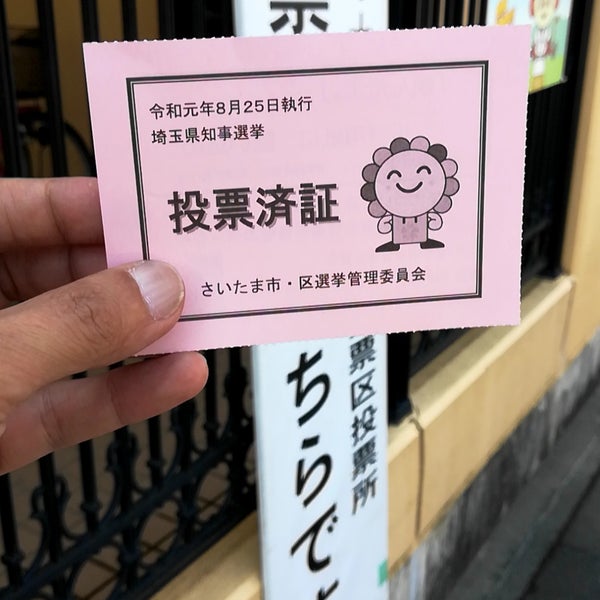 令和元年8月25日執行
埼玉県知事選挙
投票済証
さいたま市・区選挙管理委員会
票区投票所
ちらで